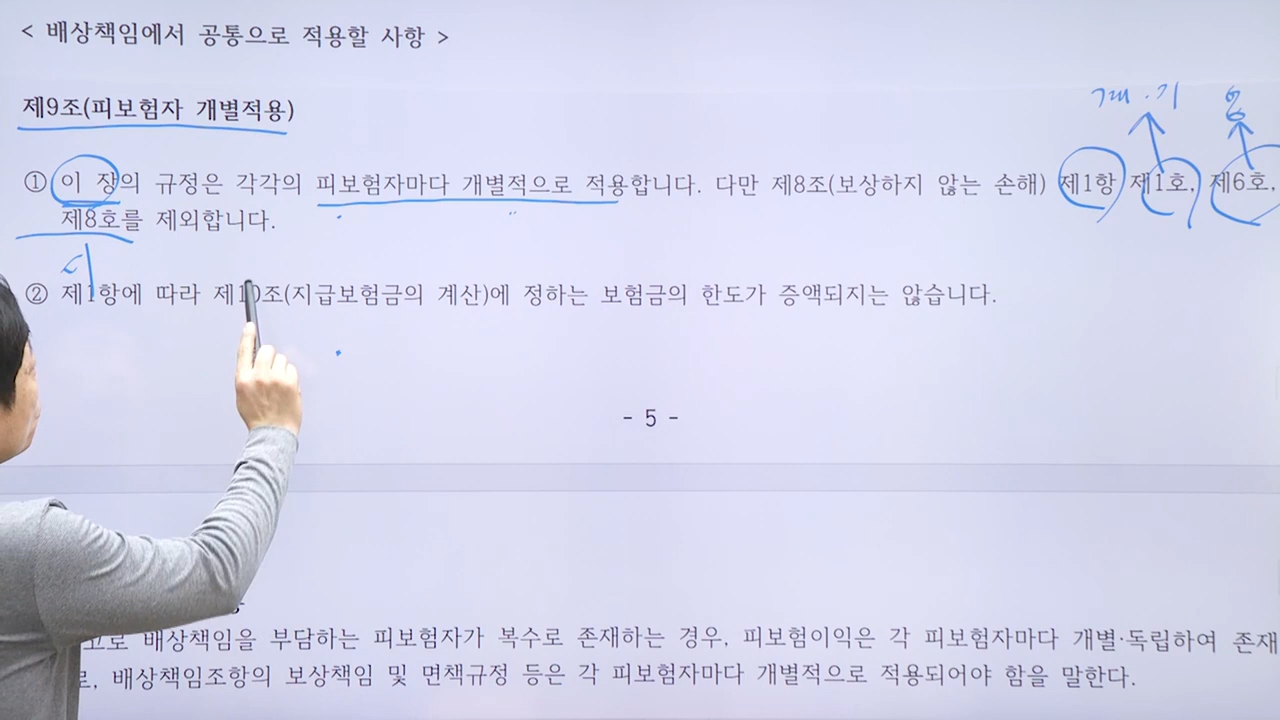 < 배상책임에서 공통으로 적용할 사항 >
제9조(피보험자 개별적용)
① 이 장의 규정은 각각의 피보험자마다 개별적으로 적용합니다. 다만 제8조(보상하지 않는 손해) 제1항 제1호, 제6호,
제8호를 제외합니다.
② 제1항에 따라 제10조(지급보험금의 계산)에 정하는 보험금의 한도가 증액되지는 않습니다.
- 5 -
배상책임을 부담하는 피보험자가 복수로 존재하는 경우, 피보험이익은 각 피보험자마다 개별·독립하여 존재
배상책임조항의 보상책임 및 면책규정 등은 각 피보험자마다 개별적으로 적용되어야 함을 말한다.